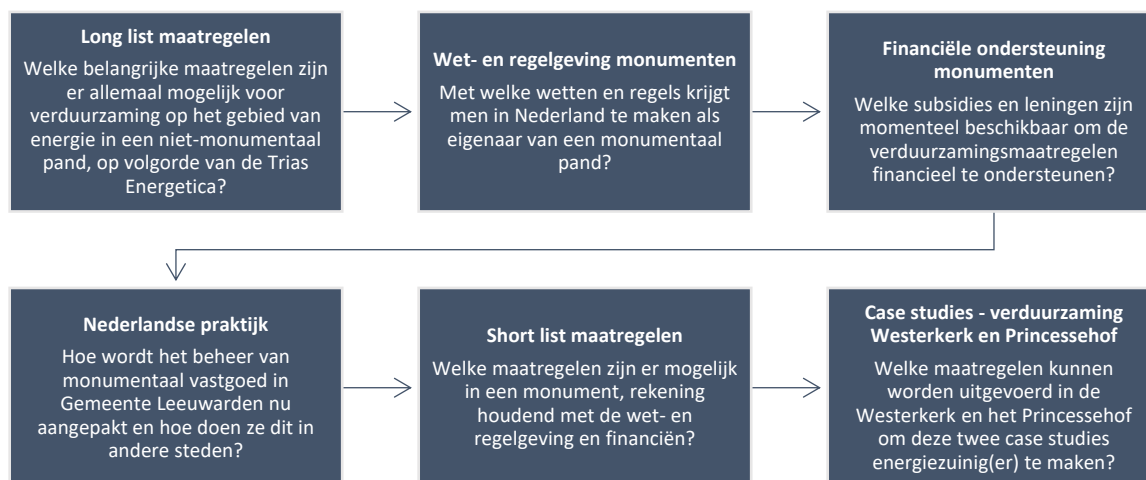 Long list maatregelen
Welke belangrijke maatregelen zijn
er allemaal mogelijk voor
verduurzaming op het gebied van
energie in een niet-monumentaal
pand, op volgorde van de Trias
Energetica?
Wet- en regelgeving monumenten
Met welke wetten en regels krijgt
men in Nederland te maken als
eigenaar van een monumentaal
pand?
Financiële ondersteuning
monumenten
Welke subsidies en leningen zijn
momenteel beschikbaar om de
verduurzamingsmaatregelen
financieel te ondersteunen?
Nederlandse praktijk
Hoe wordt het beheer van
monumentaal vastgoed in
Gemeente Leeuwarden nu
aangepakt en hoe doen ze dit in
andere steden?
Short list maatregelen
Welke maatregelen zijn er mogelijk
in een monument, rekening
houdend met de wet- en
regelgeving en financiën?
Case studies - verduurzaming
Westerkerk en Princessehof
Welke maatregelen kunnen
worden uitgevoerd in de
Westerkerk en het Princessehof
om deze twee case studies
energiezuinig(er) te maken?